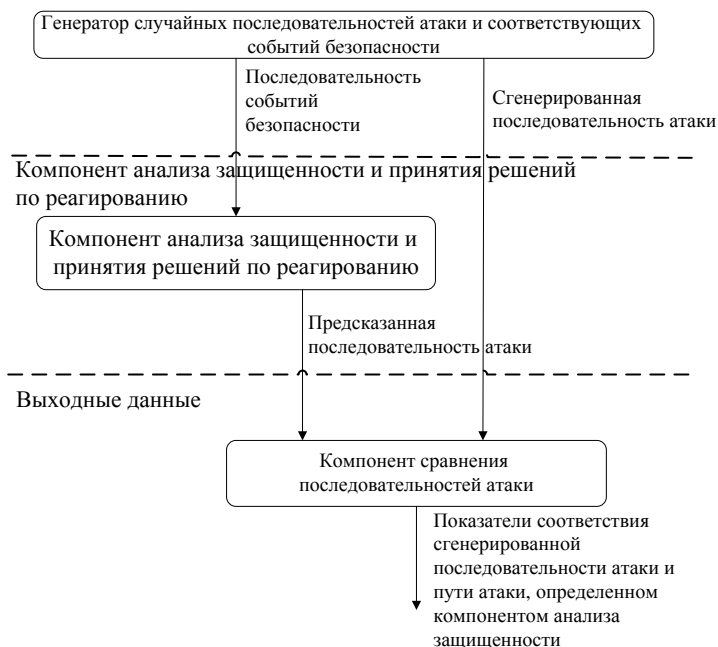 Генератор случайных последовательностей атаки и соответствующих
событий безопасности
Последовательность
событий
безопасности
Сгенерированная
последовательность атаки
Компонент анализа защищенности и принятия решений
по реагированию
Компонент анализа защищенности и
принятия решений по реагированию
Предсказанная
последовательность атаки
Выходные данные
Компонент сравнения
последовательностей атаки
Показатели соответствия
сгенерированной
последовательности атаки и
пути атаки, определенном
компонентом анализа
защищенности